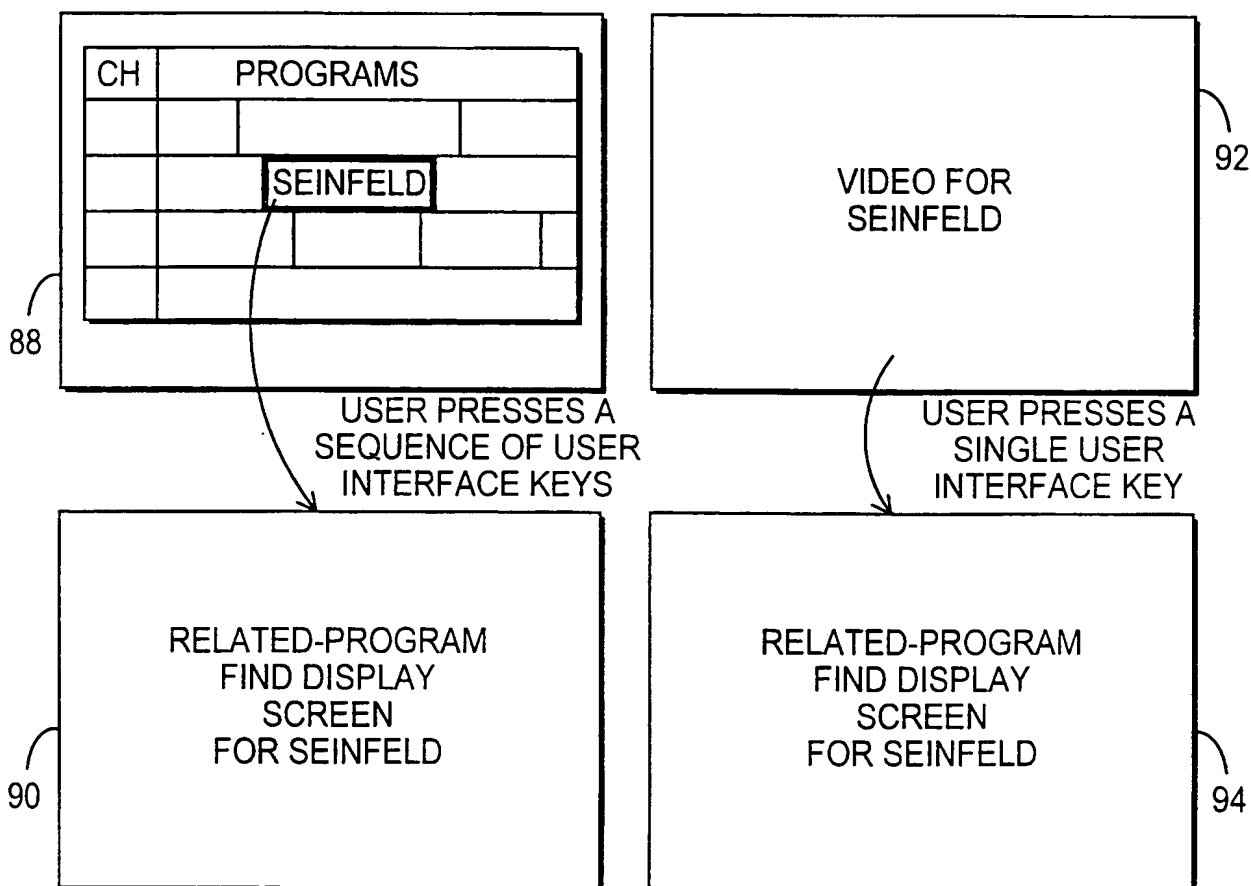 CH PROGRAMS
SEINFELD
88
VIDEO FOR
SEINFELD
92
USER PRESSES A
SEQUENCE OF USER
INTERFACE KEYS
USER PRESSES A
SINGLE USER
INTERFACE KEY
RELATED-PROGRAM
FIND DISPLAY
SCREEN
FOR SEINFELD
90
RELATED-PROGRAM
FIND DISPLAY
SCREEN
FOR SEINFELD
94